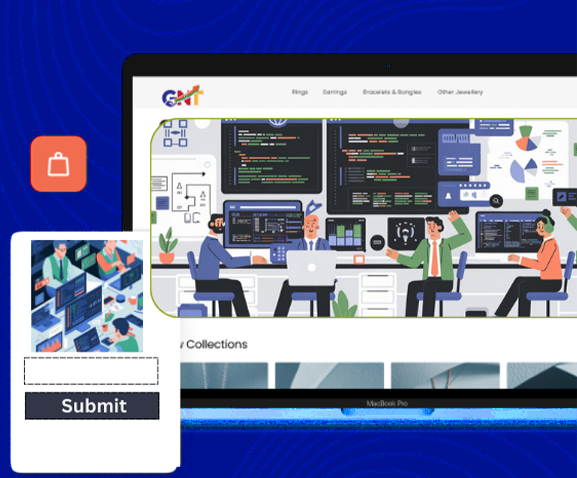 GNT
Rings Earrings Bracelets & Bangles Other Jewellery
Collections
Submit
MacBook Pro